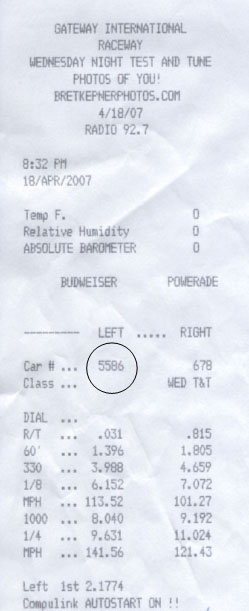 GATEWAY INTERNATIONAL
RACEWAY
WEDNESDAY NIGHT TEST AND TUNE
PHOTOS OF YOU!
BRETKEPNERPHOTOS.COM
4/18/07
RADIO 92.7
8:32 PM
18/APR/2007
Temp F. 0
Relative Humidity 0
ABSOLUTE BAROMETER 0
BUDWEISER POWERADE
---------- LEFT ..... RIGHT
Car # ... 5586 678
Class ... WED T&T
DIAL ...
R/T ... .031 .815
60' ... 1.396 1.805
330 ... 3.988 4.659
1/8 ... 6.152 7.072
MPH ... 113.52 101.27
1000 ... 8.040 9.192
1/4 ... 9.631 11.024
MPH ... 141.56 121.43
Left 1st 2.1774
Compulink AUTOSTART ON !!